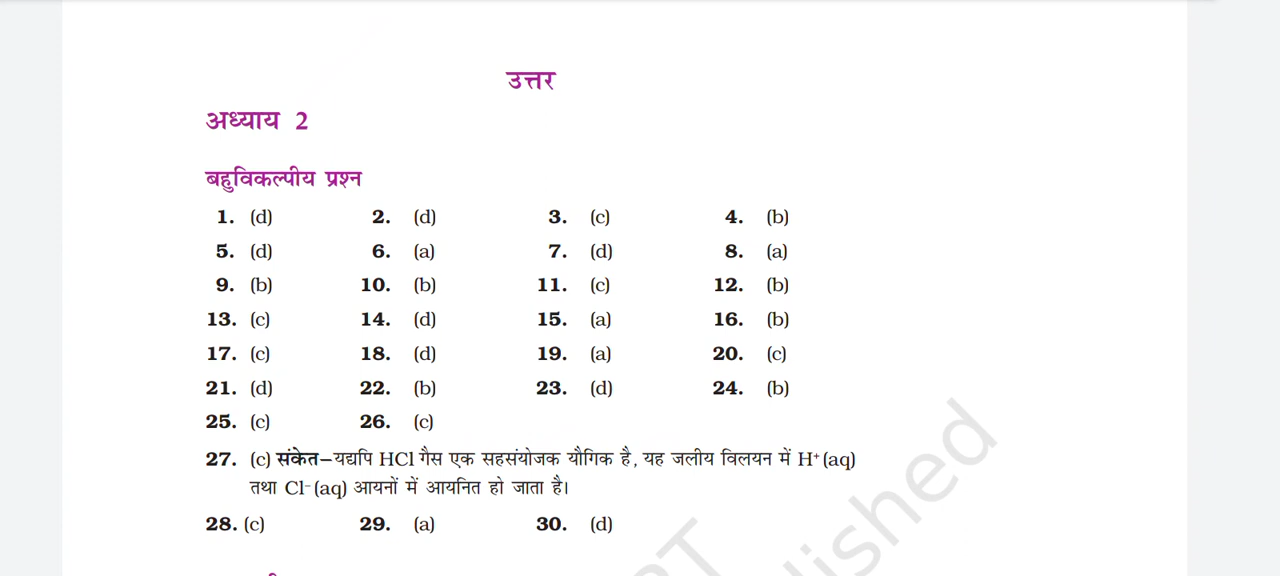 उत्तर
अध्याय 2
बहुविकल्पीय प्रश्न
1. (d) 2. (d) 3. (c) 4. (b)
5. (d) 6. (a) 7. (d) 8. (a)
9. (b) 10. (b) 11. (c) 12. (b)
13. (c) 14. (d) 15. (a) 16. (b)
17. (c) 18. (d) 19. (a) 20. (c)
21. (d) 22. (b) 23. (d) 24. (b)
25. (c) 26. (c)
27. (c) संकेत–यद्यपि HCl गैस एक सहसंयोजक यौगिक है, यह जलीय विलयन में H⁺(aq)
तथा Cl⁻(aq) आयनों में आयनित हो जाता है।
28. (c) 29. (a) 30. (d)